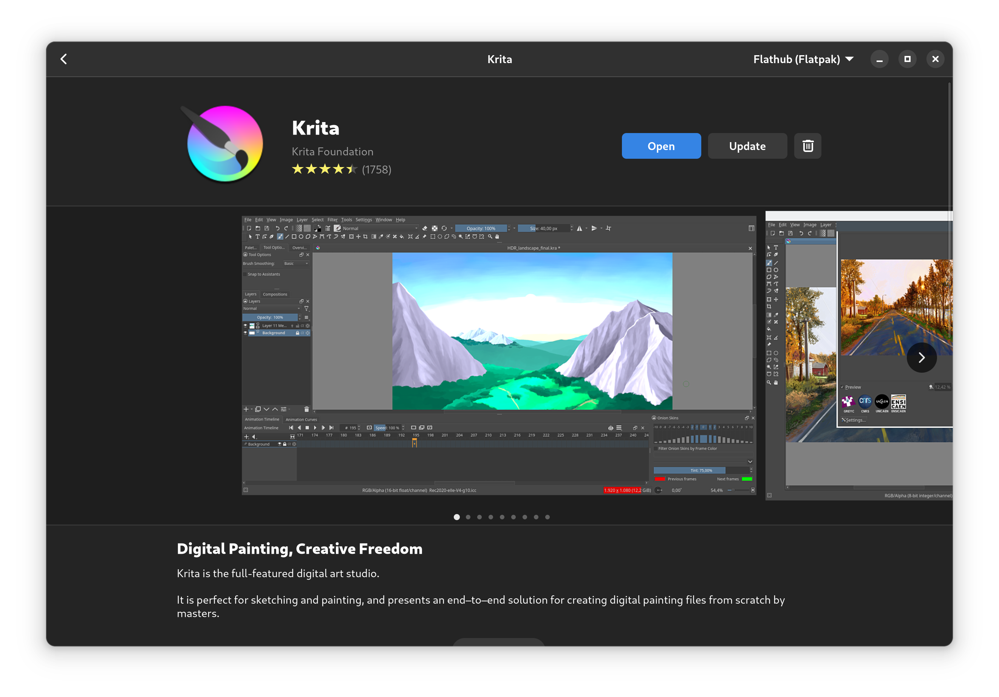 Krita
Flathub (Flatpak)
Krita
Krita Foundation
(1758)
Open
Update
File Edit View Image Layer Select Filter Tools Settings Window Help
Normal
Opacity: 100%
Size: 40,00 px
Palet...
Tool Optio...
Overvi...
HDR_landscape_final.kra *
Tool Options
Brush Smoothing:
Basic
Snap to Assistants
Layers
Compositions
Layers
Normal
Opacity: 100%
Layer 11 Me...
Background
Animation Timeline
Animation Curves
Animation Timeline
# 195
Speed: 100 %
171 174 177 180 183 186 189 192 195 198 201 204 207 210 213 216 219 222 225 228 231 234 237 240 24
Background
Onion Skins
-10 -9 -8 -7 -6 -5 -4 -3 -2 -1 0 1 2 3 4 5 6 7 8 9 10
Filter Onion Skins by Frame Color
Tint: 75,00%
Previous frames
Next frames
RGB/Alpha (16-bit float/channel) Rec2020-elle-V4-g10.icc
1.920 x 1.080 (12,2 GiB)
0,00°
54,4%
File Edit View Image Layer
Preview
12,42 %
cnrs
UNICAEN
ENSI
CAEN
GREYC
CNRS
UNICAEN
ENSICAEN
Settings...
RGB/Alpha (8-bit integer/channel)
Digital Painting, Creative Freedom
Krita is the full-featured digital art studio.
It is perfect for sketching and painting, and presents an end–to–end solution for creating digital painting files from scratch by
masters.